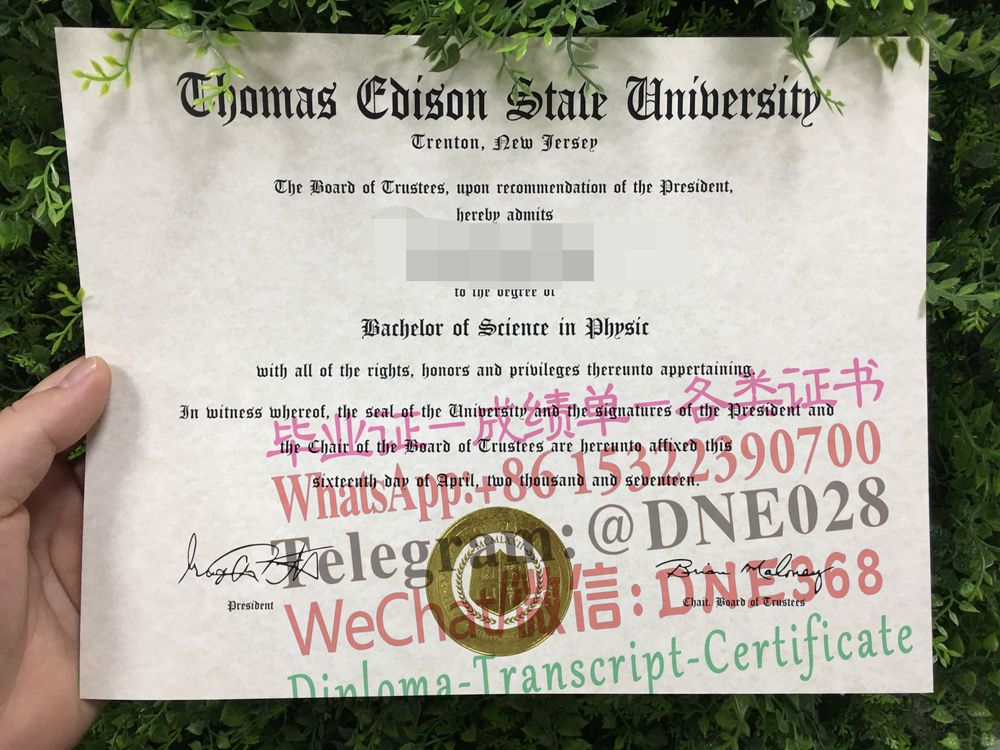 Thomas Edison State University
Trenton, New Jersey
The Board of Trustees, upon recommendation of the President,
hereby admits
to the degree of
Bachelor of Science in Physic
with all of the rights, honors and privileges thereunto appertaining.
In witness whereof, the seal of the University and the signatures of the President and
the Chair of the Board of Trustees are hereunto affixed this
sixteenth day of April, two thousand and seventeen.
毕业证-成绩单-各类证书
WhatsApp:+86 15322390700
Telegram:@DNE028
WeChat/微信:DNE368
Diploma-Transcript-Certificate
MCMLXXII
Brian Maloney
President
Chair, Board of Trustees